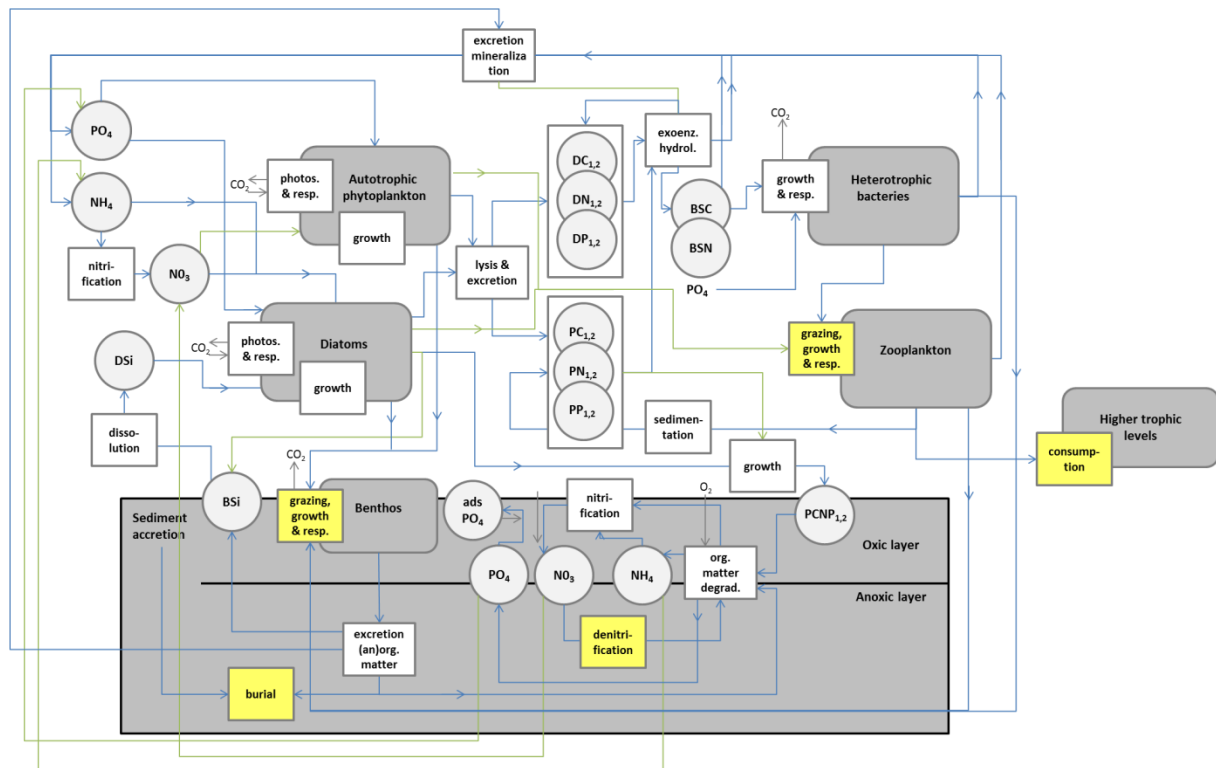 excretion
mineraliza
tion
PO4
NH4
nitri-
fication
N03
CO2
photos.
& resp.
Autotrophic
phytoplankton
growth
lysis &
excretion
DC1,2
DN1,2
DP1,2
exoenz.
hydrol.
BSC
BSN
PO4
CO2
growth
& resp.
Heterotrophic
bacteries
DSi
disso-
lution
CO2
photos.
& resp.
Diatoms
growth
PC1,2
PN1,2
PP1,2
sedimen-
tation
growth
grazing,
growth
& resp.
Zooplankton
Higher trophic
levels
consump-
tion
Sediment
accretion
BSi
CO2
grazing,
growth
& resp.
Benthos
ads
PO4
nitri-
fication
O2
PCNP1,2
Oxic layer
PO4
N03
NH4
org.
matter
degrad.
Anoxic layer
excretion
(an)org.
matter
denitri-
fication
burial